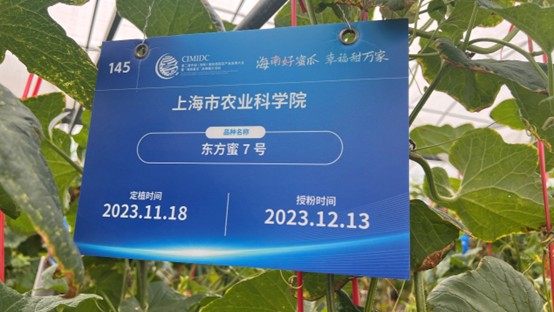 145
CIMIDC
海南好蜜瓜 幸福甜万家
上海市农业科学院
品种名称
东方蜜 7 号
定植时间
授粉时间
2023.11.18
2023.12.13